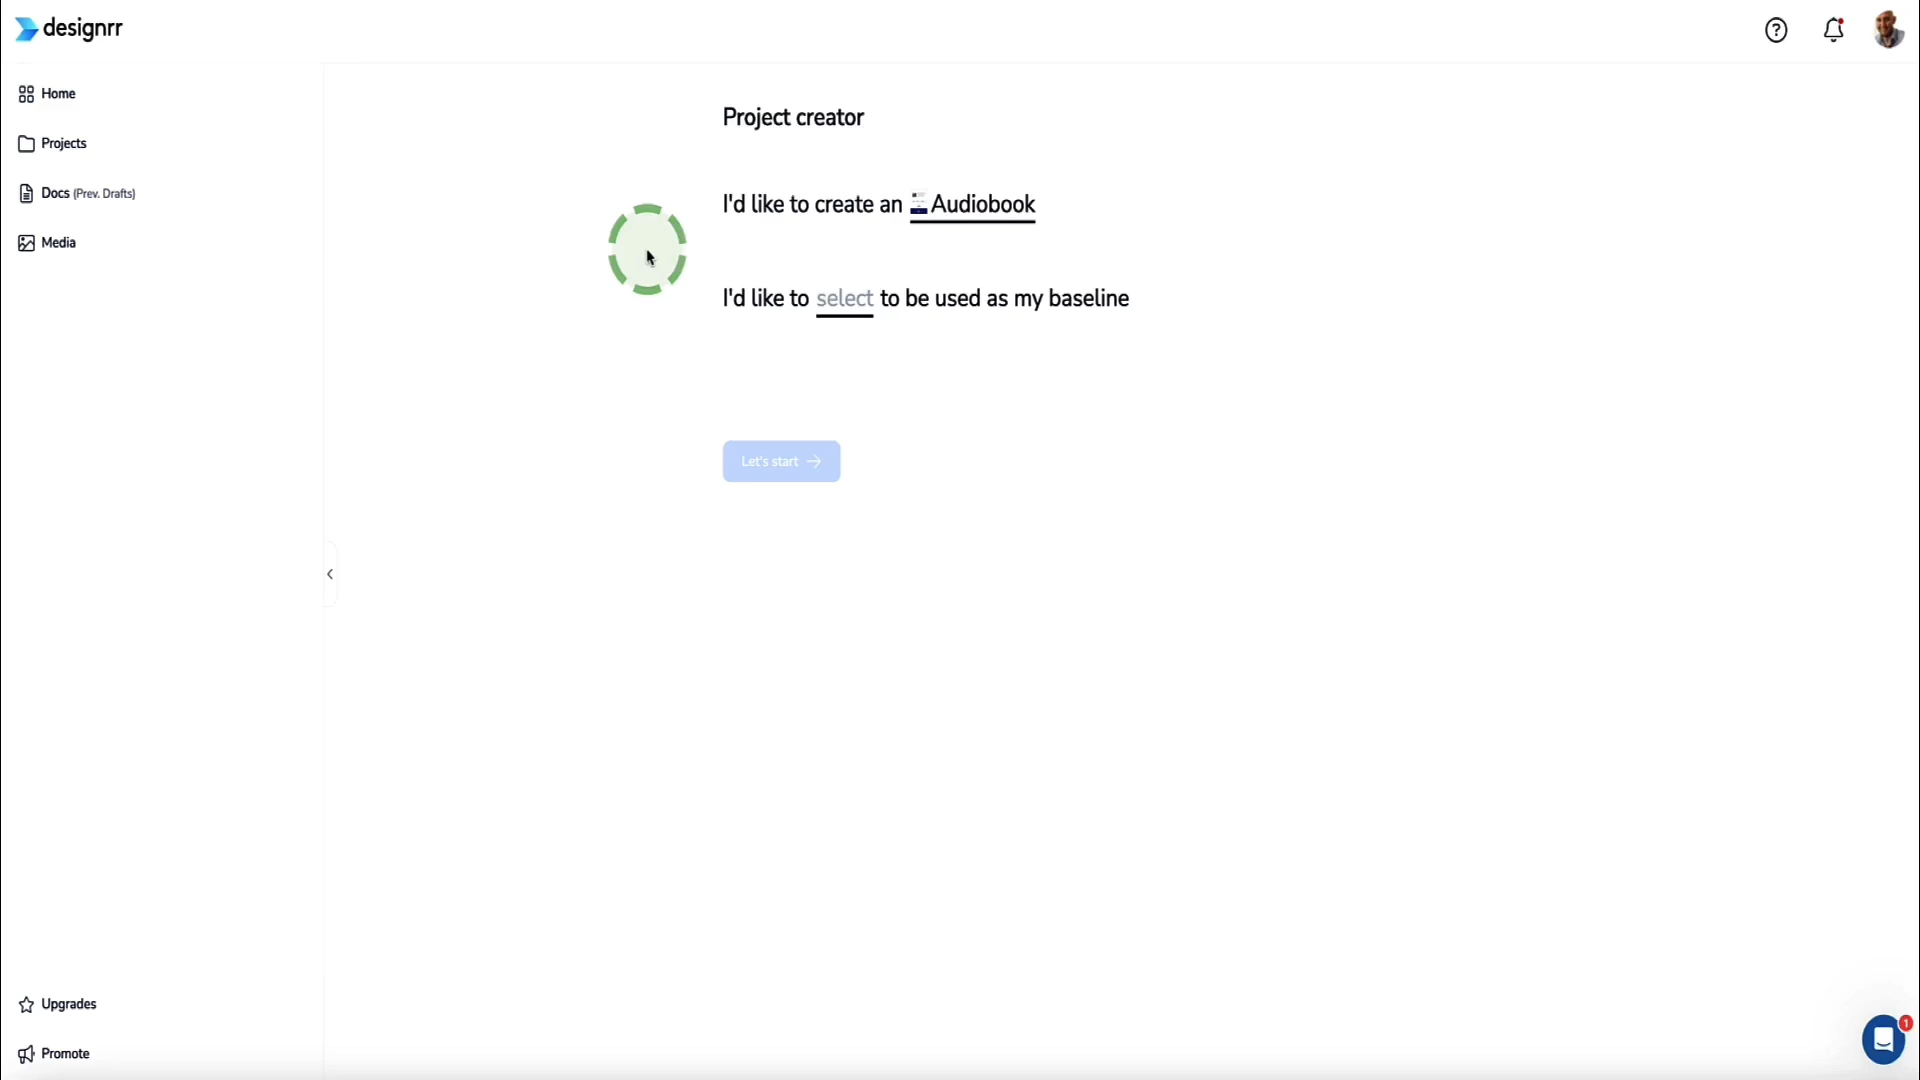 designrr
Home
Projects
Docs (Prev. Drafts)
Media
Project creator
I'd like to create an Audiobook
I'd like to select to be used as my baseline
Let's start
Upgrades
Promote
1